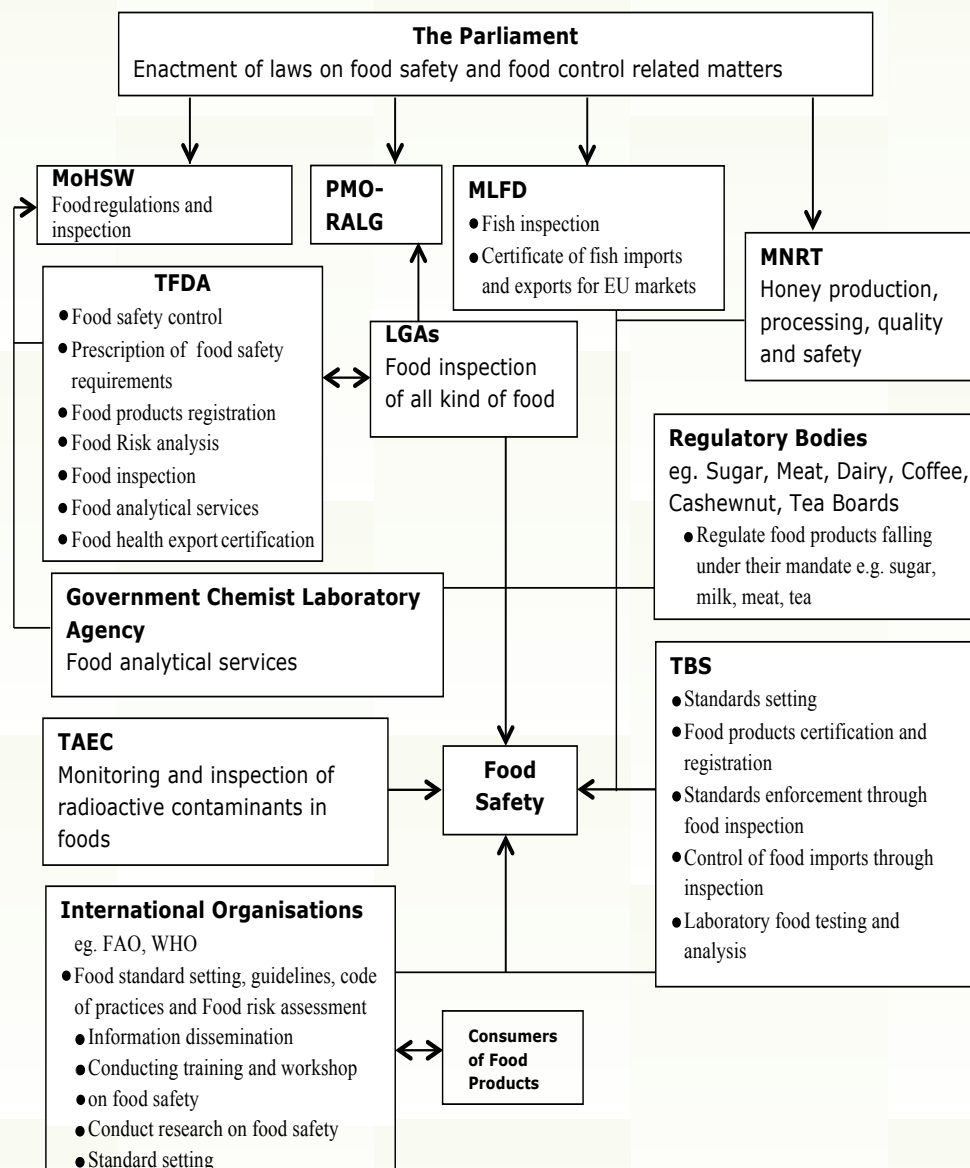 The Parliament
Enactment of laws on food safety and food control related matters
MoHSW
Food regulations and
inspection
PMO-
RALG
MLFD
● Fish inspection
● Certificate of fish imports
and exports for EU markets
MNRT
Honey production,
processing, quality
and safety
TFDA
● Food safety control
● Prescription of food safety
requirements
● Food products registration
● Food Risk analysis
● Food inspection
● Food analytical services
● Food health export certification
LGAs
Food inspection
of all kind of food
Regulatory Bodies
eg. Sugar, Meat, Dairy, Coffee,
Cashewnut, Tea Boards
● Regulate food products falling
under their mandate e.g. sugar,
milk, meat, tea
Government Chemist Laboratory
Agency
Food analytical services
TBS
● Standards setting
● Food products certification and
registration
● Standards enforcement through
food inspection
● Control of food imports through
inspection
● Laboratory food testing and
analysis
TAEC
Monitoring and inspection of
radioactive contaminants in
foods
Food
Safety
International Organisations
eg. FAO, WHO
● Food standard setting, guidelines, code
of practices and Food risk assessment
● Information dissemination
● Conducting training and workshop
● on food safety
● Conduct research on food safety
● Standard setting
Consumers
of Food
Products